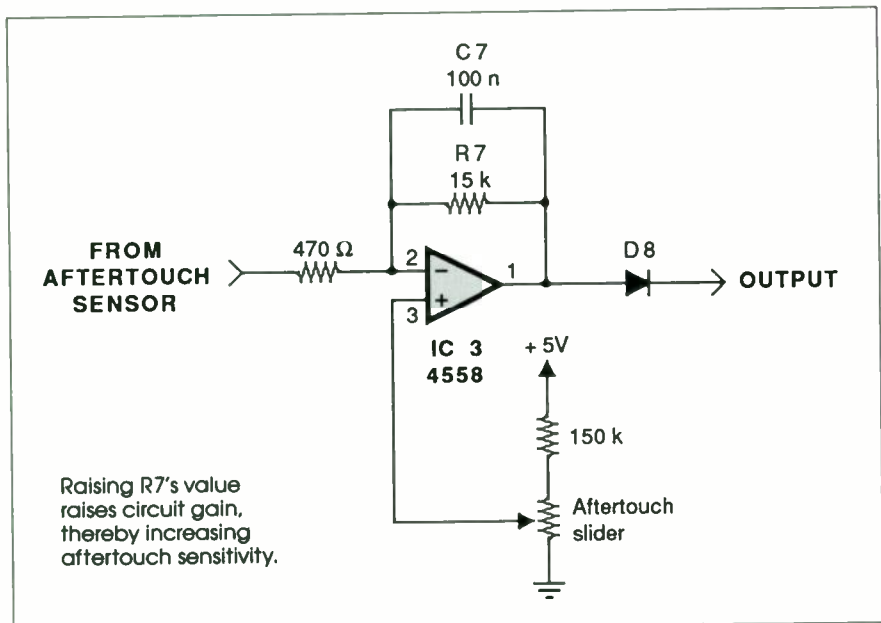 C7
100 n
R7
15 k
FROM
AFTERTOUCH
SENSOR
470 Ω
2
−
1
+
3
D8
OUTPUT
IC 3
4558
+ 5V
150 k
Aftertouch
slider
Raising R7's value
raises circuit gain,
thereby increasing
aftertouch sensitivity.